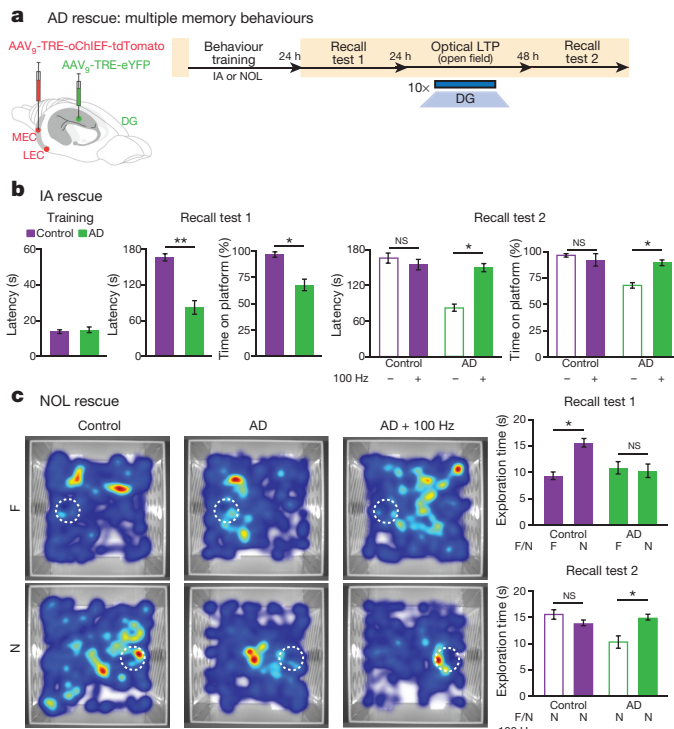 a AD rescue: multiple memory behaviours
AAV9-TRE-oChIEF-tdTomato
AAV9-TRE-eYFP
DG
MEC
LEC
Behaviour training
IA or NOL
24 h
Recall test 1
24 h
Optical LTP (open field)
48 h
Recall test 2
10×
DG
b IA rescue
Training
Control AD
Latency (s)
60
40
20
0
Recall test 1
Latency (s)
180
120
60
0
**
Time on platform (%)
100
75
50
25
0
*
Recall test 2
Latency (s)
180
120
60
0
NS
*
Control AD
100 Hz − + − +
Time on platform (%)
100
75
50
25
0
NS
*
Control AD
− + − +
c NOL rescue
Control AD AD + 100 Hz
F
N
Recall test 1
Exploration time (s)
20
15
10
5
0
*
NS
Control AD
F/N F N F N
Recall test 2
Exploration time (s)
20
15
10
5
0
NS
*
Control AD
F/N N N N N